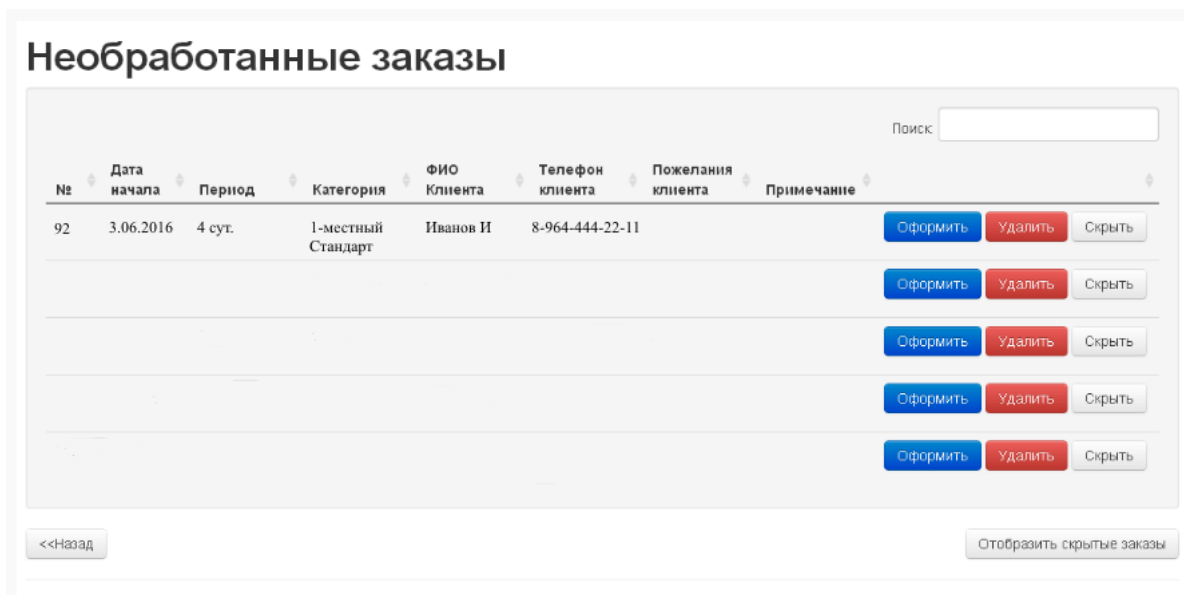 Необработанные заказы
Поиск:
№ Дата начала Период Категория ФИО Клиента Телефон клиента Пожелания клиента Примечание
92 3.06.2016 4 сут. 1-местный Стандарт Иванов И 8-964-444-22-11 Оформить Удалить Скрыть
Оформить Удалить Скрыть
Оформить Удалить Скрыть
Оформить Удалить Скрыть
Оформить Удалить Скрыть
<<Назад Отобразить скрытые заказы